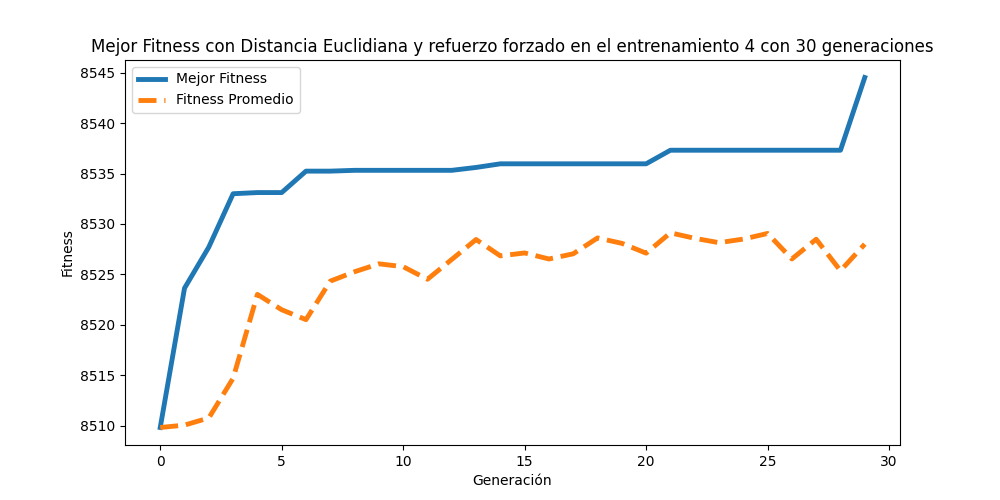 Mejor Fitness con Distancia Euclidiana y refuerzo forzado en el entrenamiento 4 con 30 generaciones
Mejor Fitness
Fitness Promedio
Fitness
8545
8540
8535
8530
8525
8520
8515
8510
0 5 10 15 20 25 30
Generación